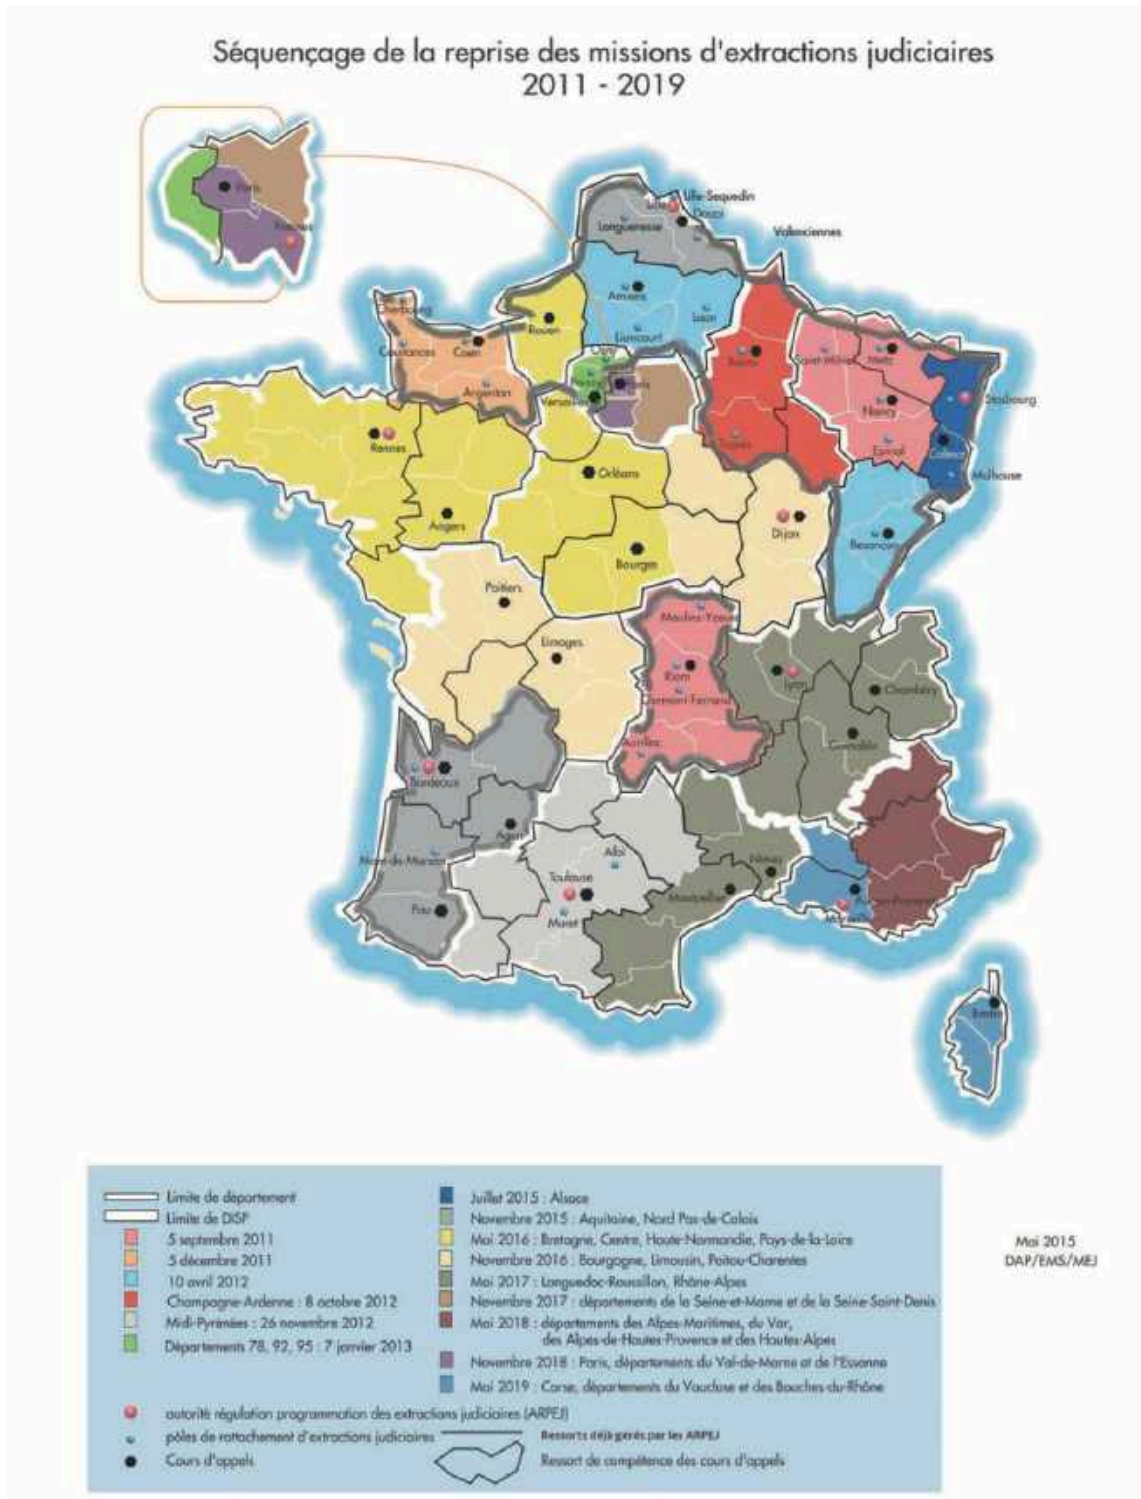 Séquençage de la reprise des missions d'extractions judiciaires
2011 - 2019
Paris
Lille-Sequedin
Lille
Douai
Longuenesse
Valenciennes
Amiens
Laon
Liancourt
Rouen
Cherbourg
Coutances
Caen
Argentan
Versailles
Reims
Troyes
Saint-Mihiel
Metz
Nancy
Epinal
Strasbourg
Colmar
Mulhouse
Rennes
Angers
Orléans
Bourges
Dijon
Besançon
Poitiers
Limoges
Moulins-Yzeure
Riom
Clermont-Ferrand
Aurillac
Lyon
Chambéry
Grenoble
Bordeaux
Agen
Mont-de-Marsan
Pau
Albi
Toulouse
Muret
Nîmes
Montpellier
Aix-en-Provence
Marseille
Limite de département
Limite de DISP
5 septembre 2011
5 décembre 2011
10 avril 2012
Champagne-Ardenne : 8 octobre 2012
Midi-Pyrénées : 26 novembre 2012
Départements 78, 92, 95 : 7 janvier 2013
Juillet 2015 : Alsace
Novembre 2015 : Aquitaine, Nord Pas-de-Calais
Mai 2016 : Bretagne, Centre, Haute-Normandie, Pays-de-la-Loire
Novembre 2016 : Bourgogne, Limousin, Poitou-Charentes
Mai 2017 : Languedoc-Roussillon, Rhône-Alpes
Novembre 2017 : départements de la Seine-et-Marne et de la Seine-Saint-Denis
Mai 2018 : départements des Alpes-Maritimes, du Var,
des Alpes-de-Hautes-Provence et des Hautes-Alpes
Novembre 2018 : Paris, départements du Val-de-Marne et de l'Essonne
Mai 2019 : Corse, départements du Vaucluse et des Bouches-du-Rhône
autorité régulation programmation des extractions judiciaires (ARPEJ)
pôles de rattachement d'extractions judiciaires
Cours d'appels
Ressorts déjà gérés par les ARPEJ
Ressort de compétence des cours d'appels
Mai 2015
DAP/EMS/MEJ